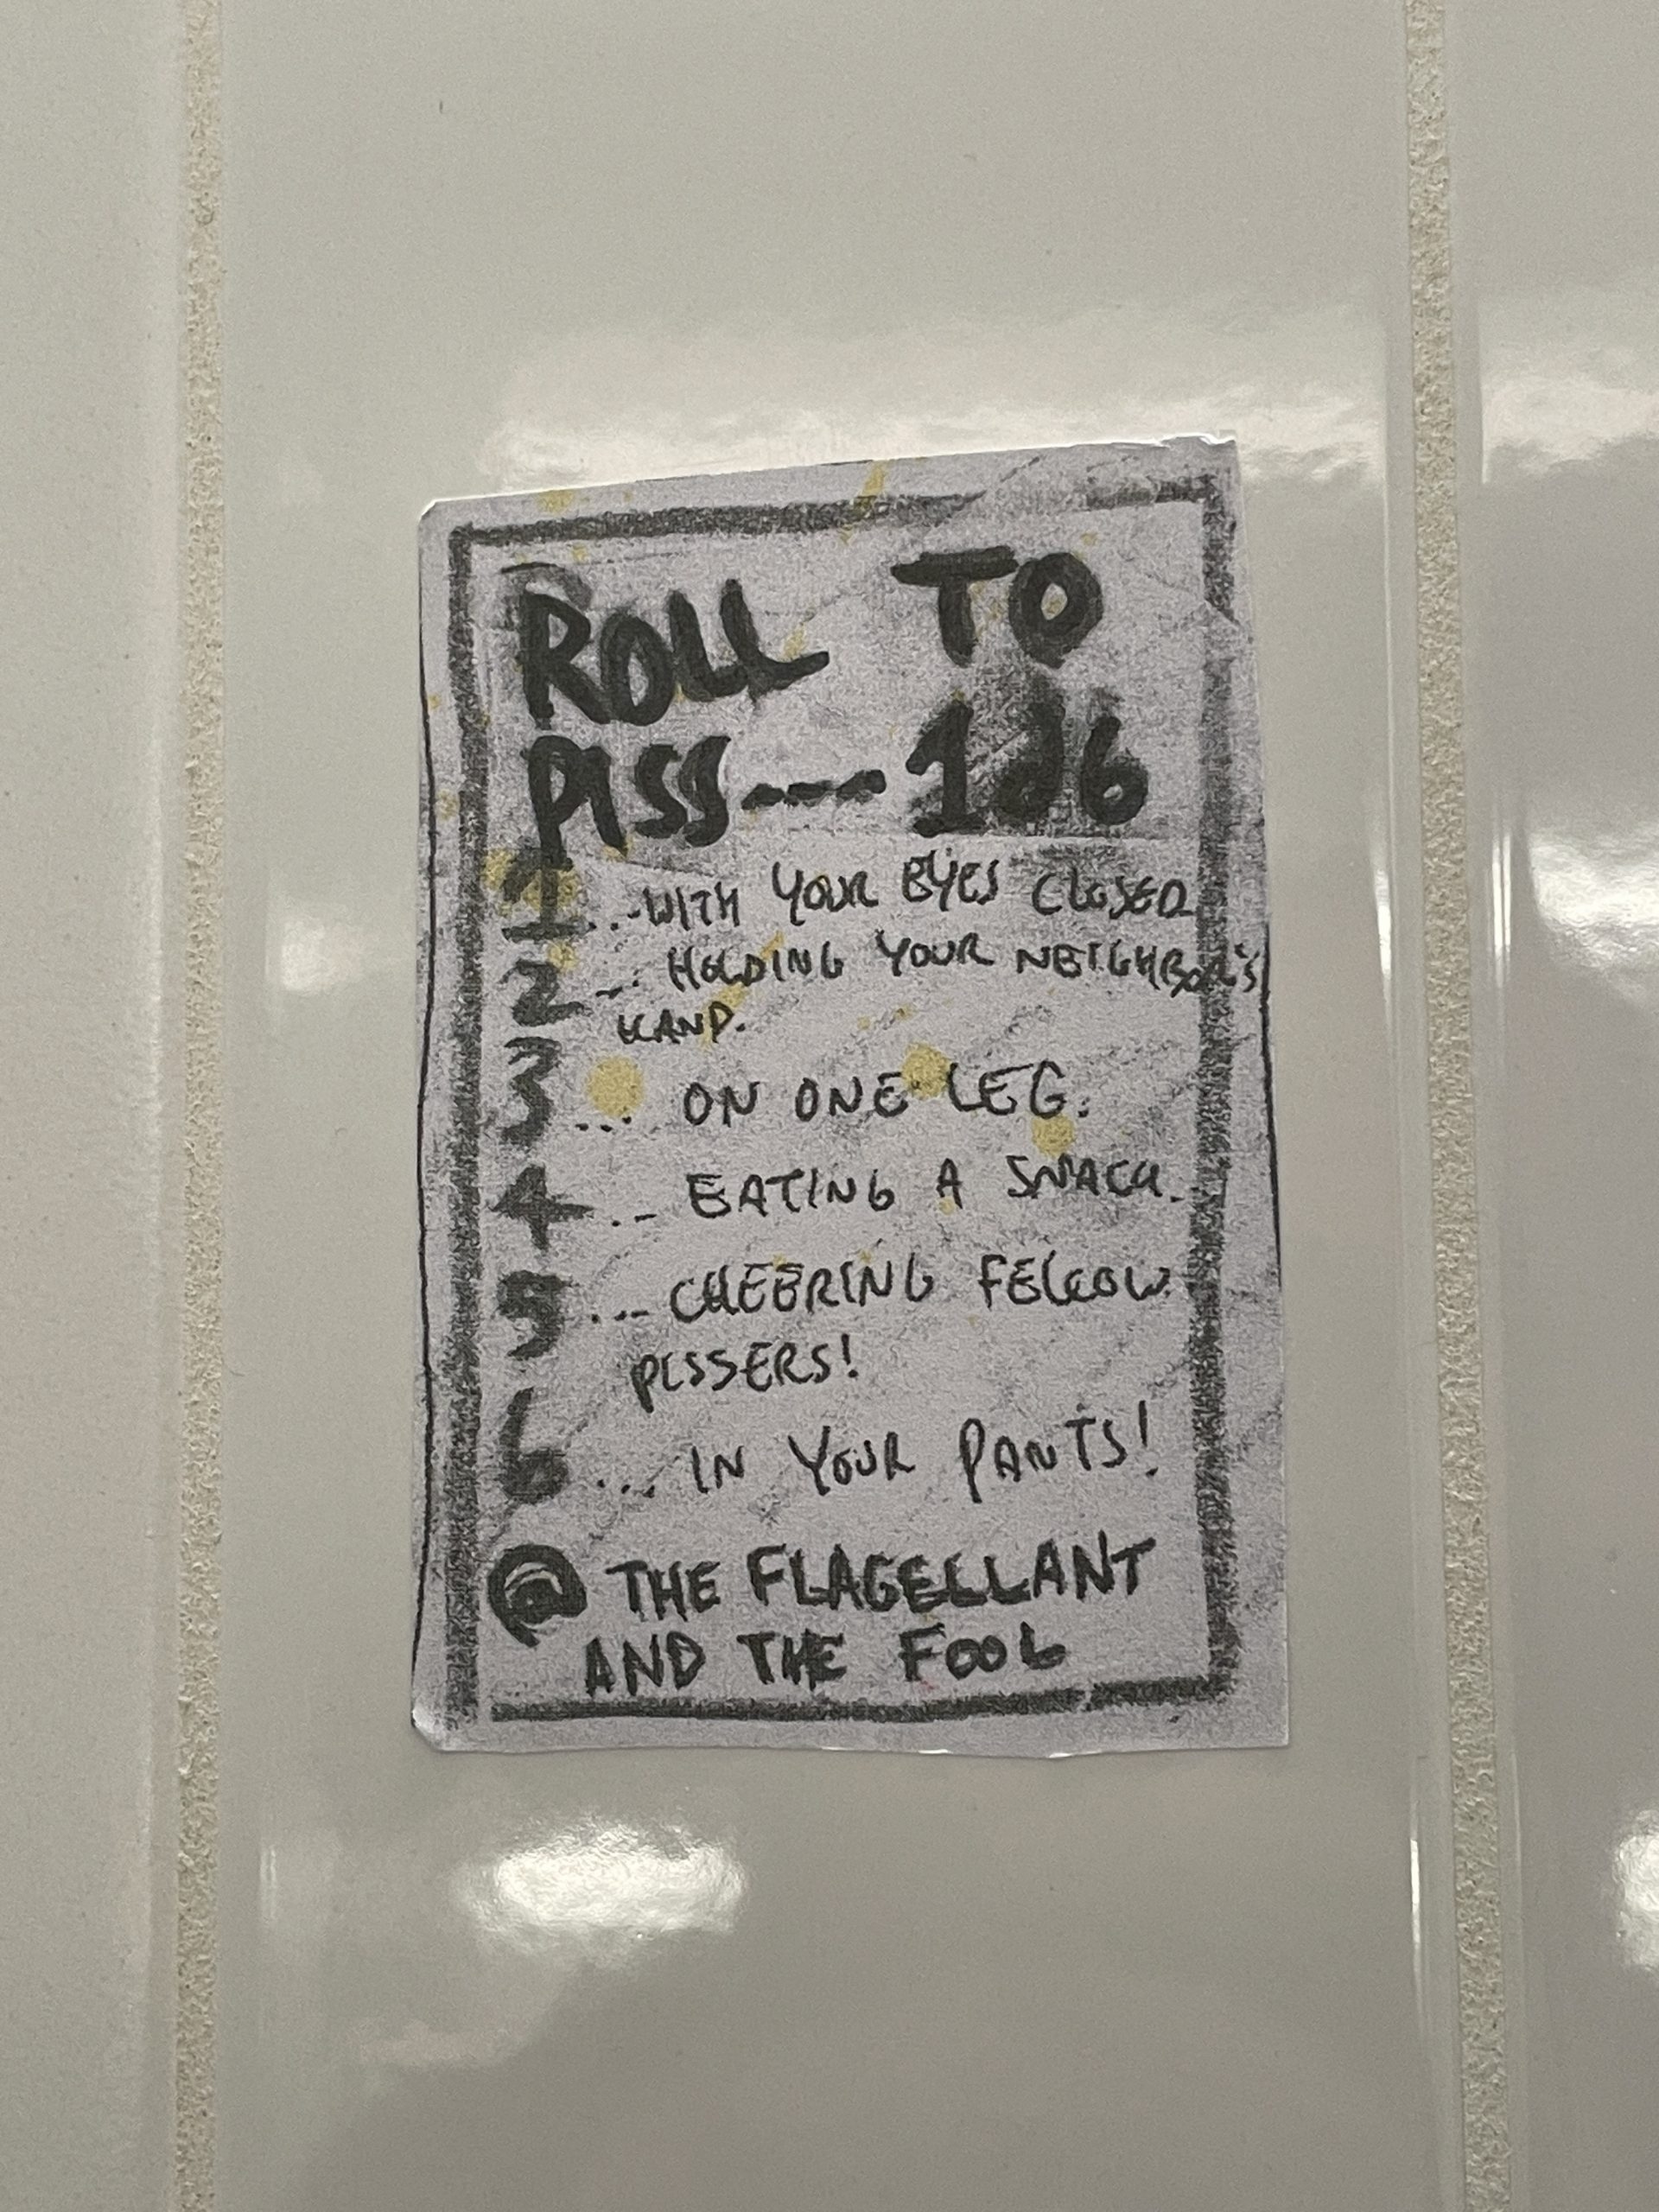 ROLL TO
PISS --- 1d6
1 ... WITH YOUR EYES CLOSED
2 ... HOLDING YOUR NEIGHBOR'S
HAND.
3 ... ON ONE LEG.
4 ... EATING A SNACK.
5 ... CHEERING FELLOW
PISSERS!
6 ... IN YOUR PANTS!
@ THE FLAGELLANT
AND THE FOOL